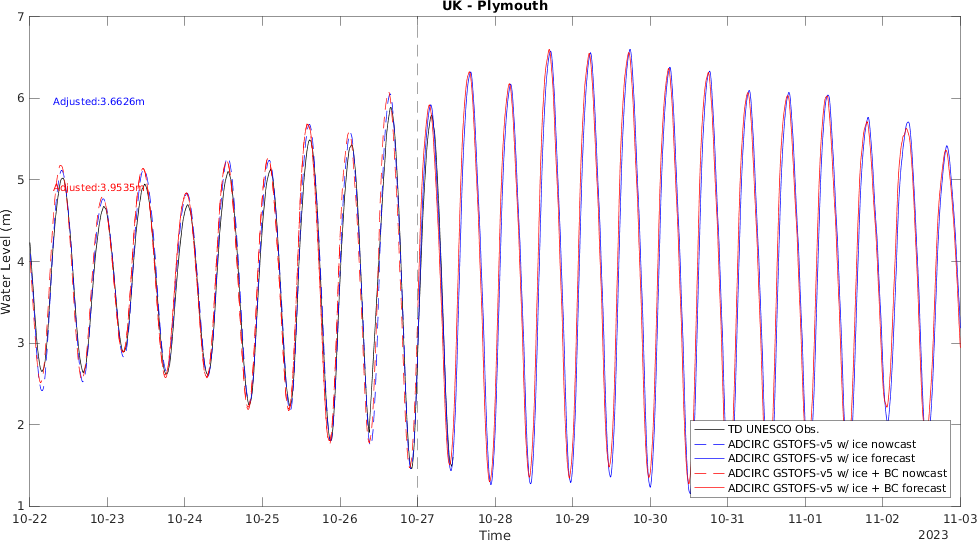 UK - Plymouth
7
6
5
4
3
2
1
Water Level (m)
Adjusted:3.6626m
Adjusted:3.9535m
TD UNESCO Obs.
ADCIRC GSTOFS-v5 w/ ice nowcast
ADCIRC GSTOFS-v5 w/ ice forecast
ADCIRC GSTOFS-v5 w/ ice + BC nowcast
ADCIRC GSTOFS-v5 w/ ice + BC forecast
10-22 10-23 10-24 10-25 10-26 10-27 10-28 10-29 10-30 10-31 11-01 11-02 11-03
Time
2023